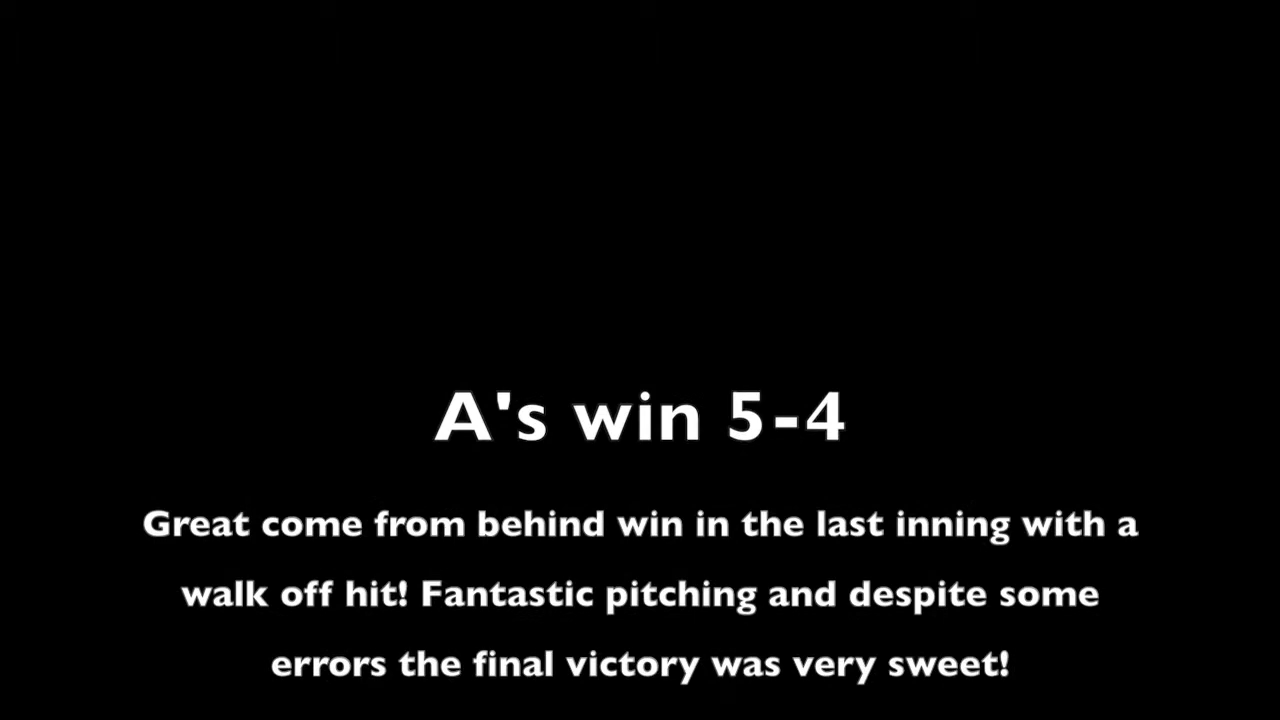 A's win 5-4
Great come from behind win in the last inning with a
walk off hit! Fantastic pitching and despite some
errors the final victory was very sweet!